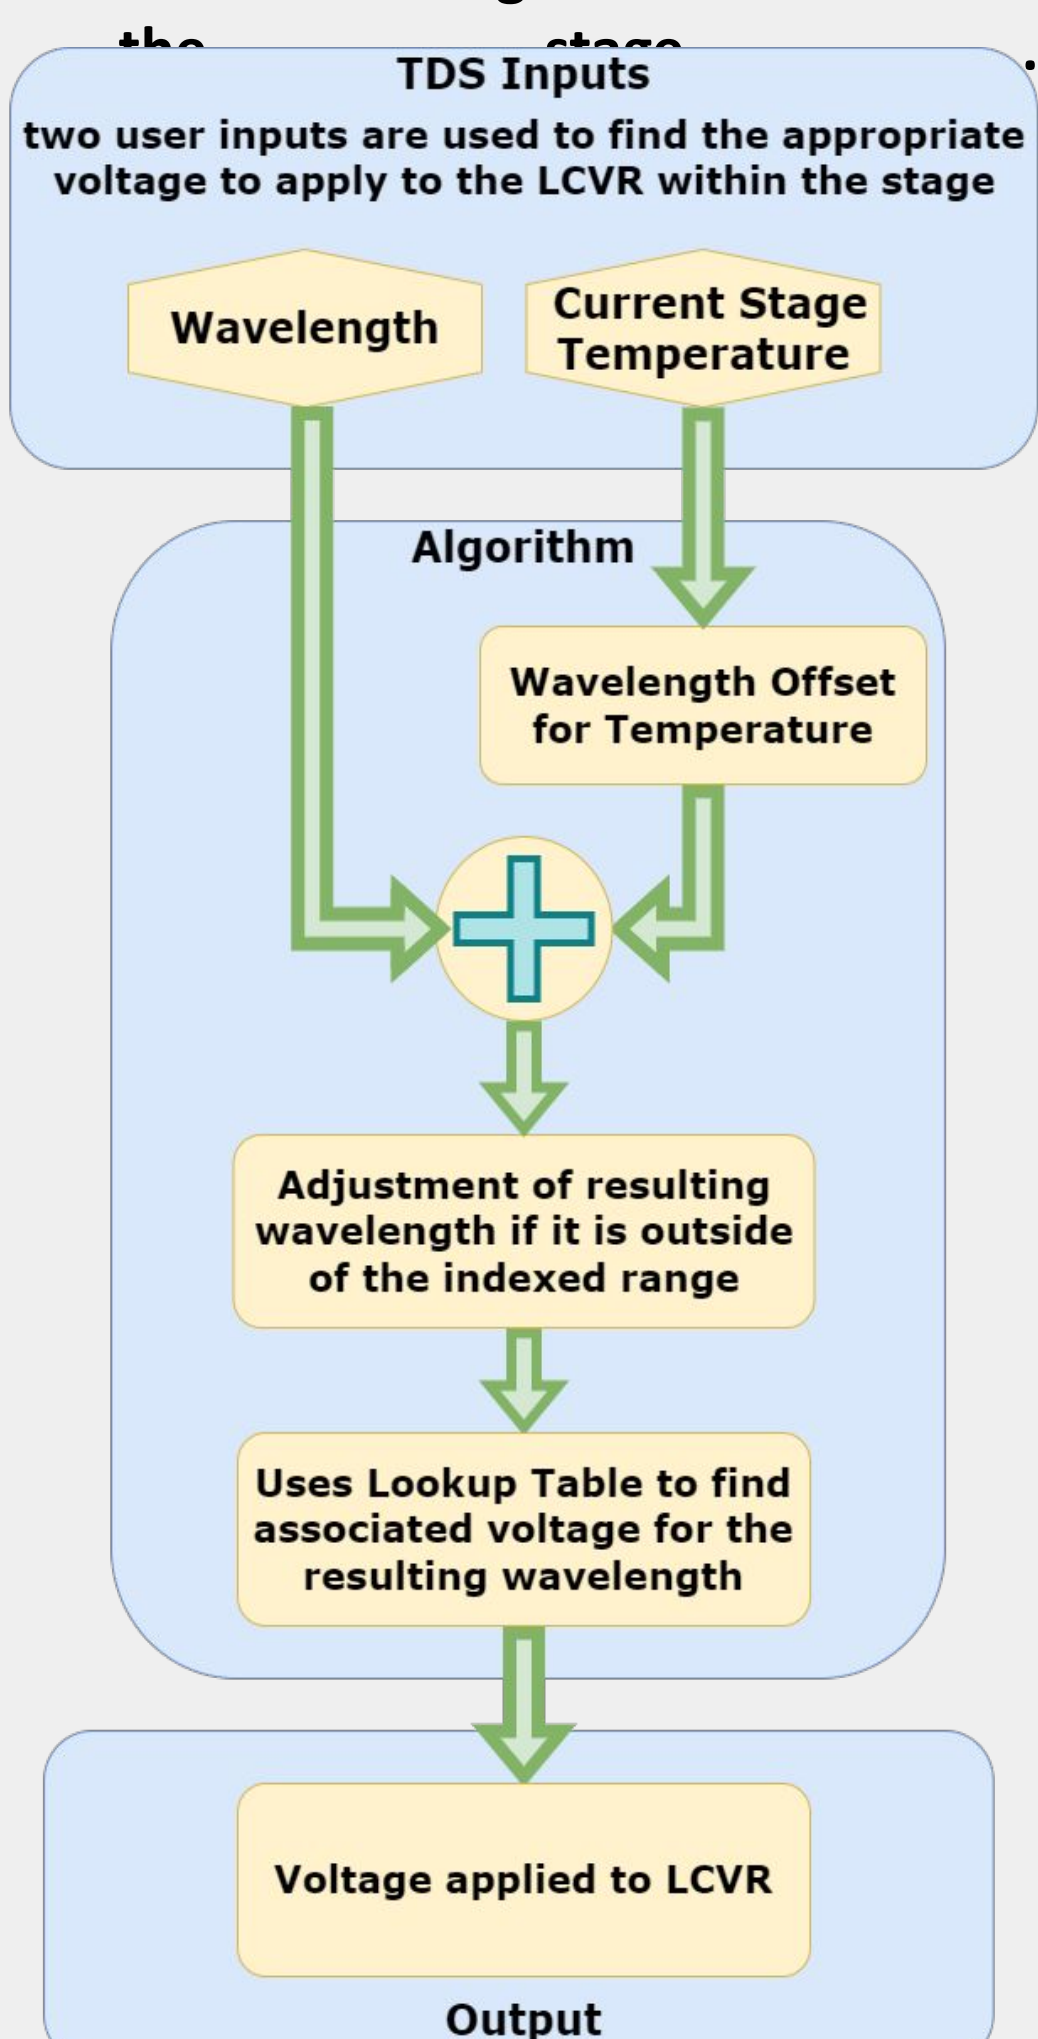 the stage .
TDS Inputs
two user inputs are used to find the appropriate
voltage to apply to the LCVR within the stage
Wavelength
Current Stage
Temperature
Algorithm
Wavelength Offset
for Temperature
Adjustment of resulting
wavelength if it is outside
of the indexed range
Uses Lookup Table to find
associated voltage for the
resulting wavelength
Voltage applied to LCVR
Output